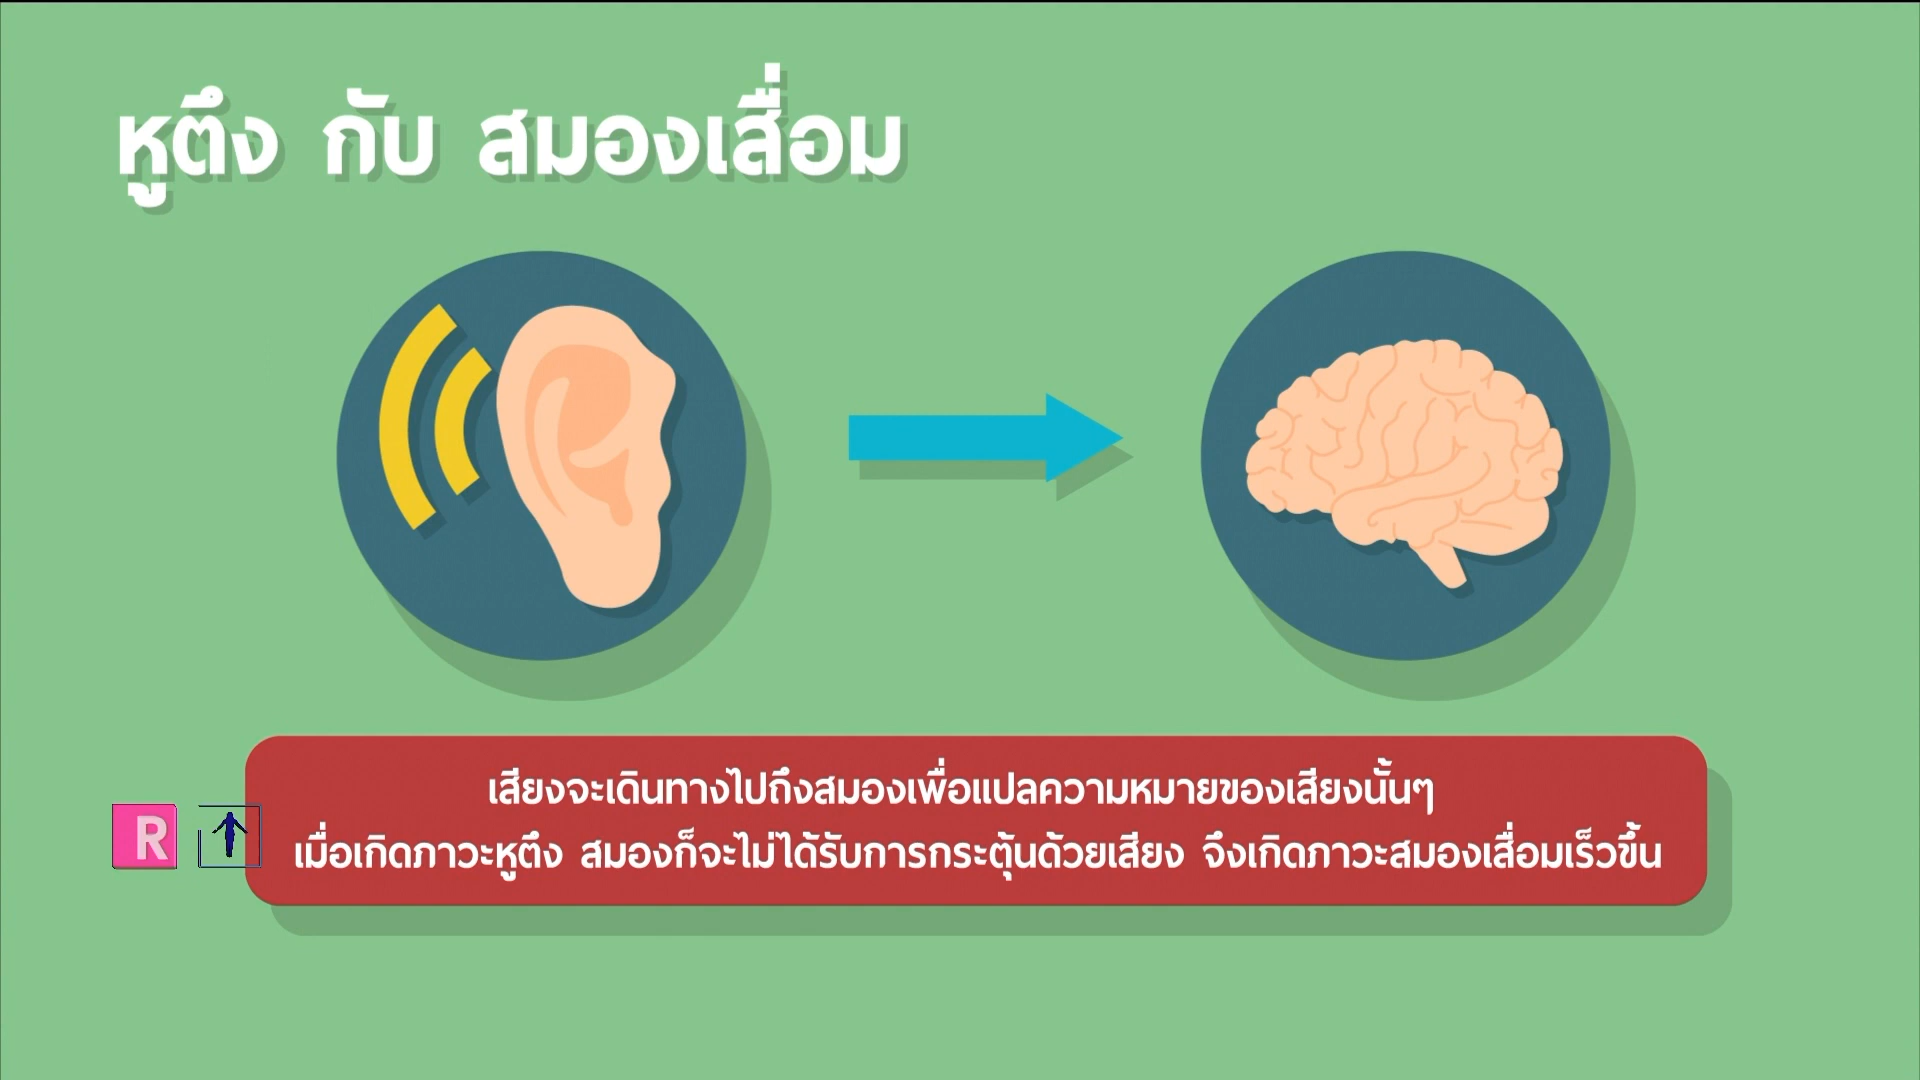 หูตึง กับ สมองเสื่อม
เสียงจะเดินทางไปถึงสมองเพื่อแปลความหมายของเสียงนั้นๆ
เมื่อเกิดภาวะหูตึง สมองก็จะไม่ได้รับการกระตุ้นด้วยเสียง จึงเกิดภาวะสมองเสื่อมเร็วขึ้น
R